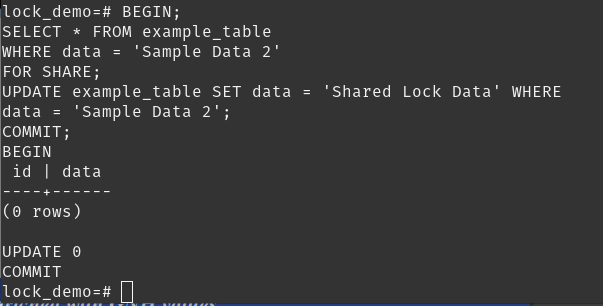 lock_demo=# BEGIN;
SELECT * FROM example_table
WHERE data = 'Sample Data 2'
FOR SHARE;
UPDATE example_table SET data = 'Shared Lock Data' WHERE
data = 'Sample Data 2';
COMMIT;
BEGIN
 id | data
----+------
(0 rows)

UPDATE 0
COMMIT
lock_demo=#